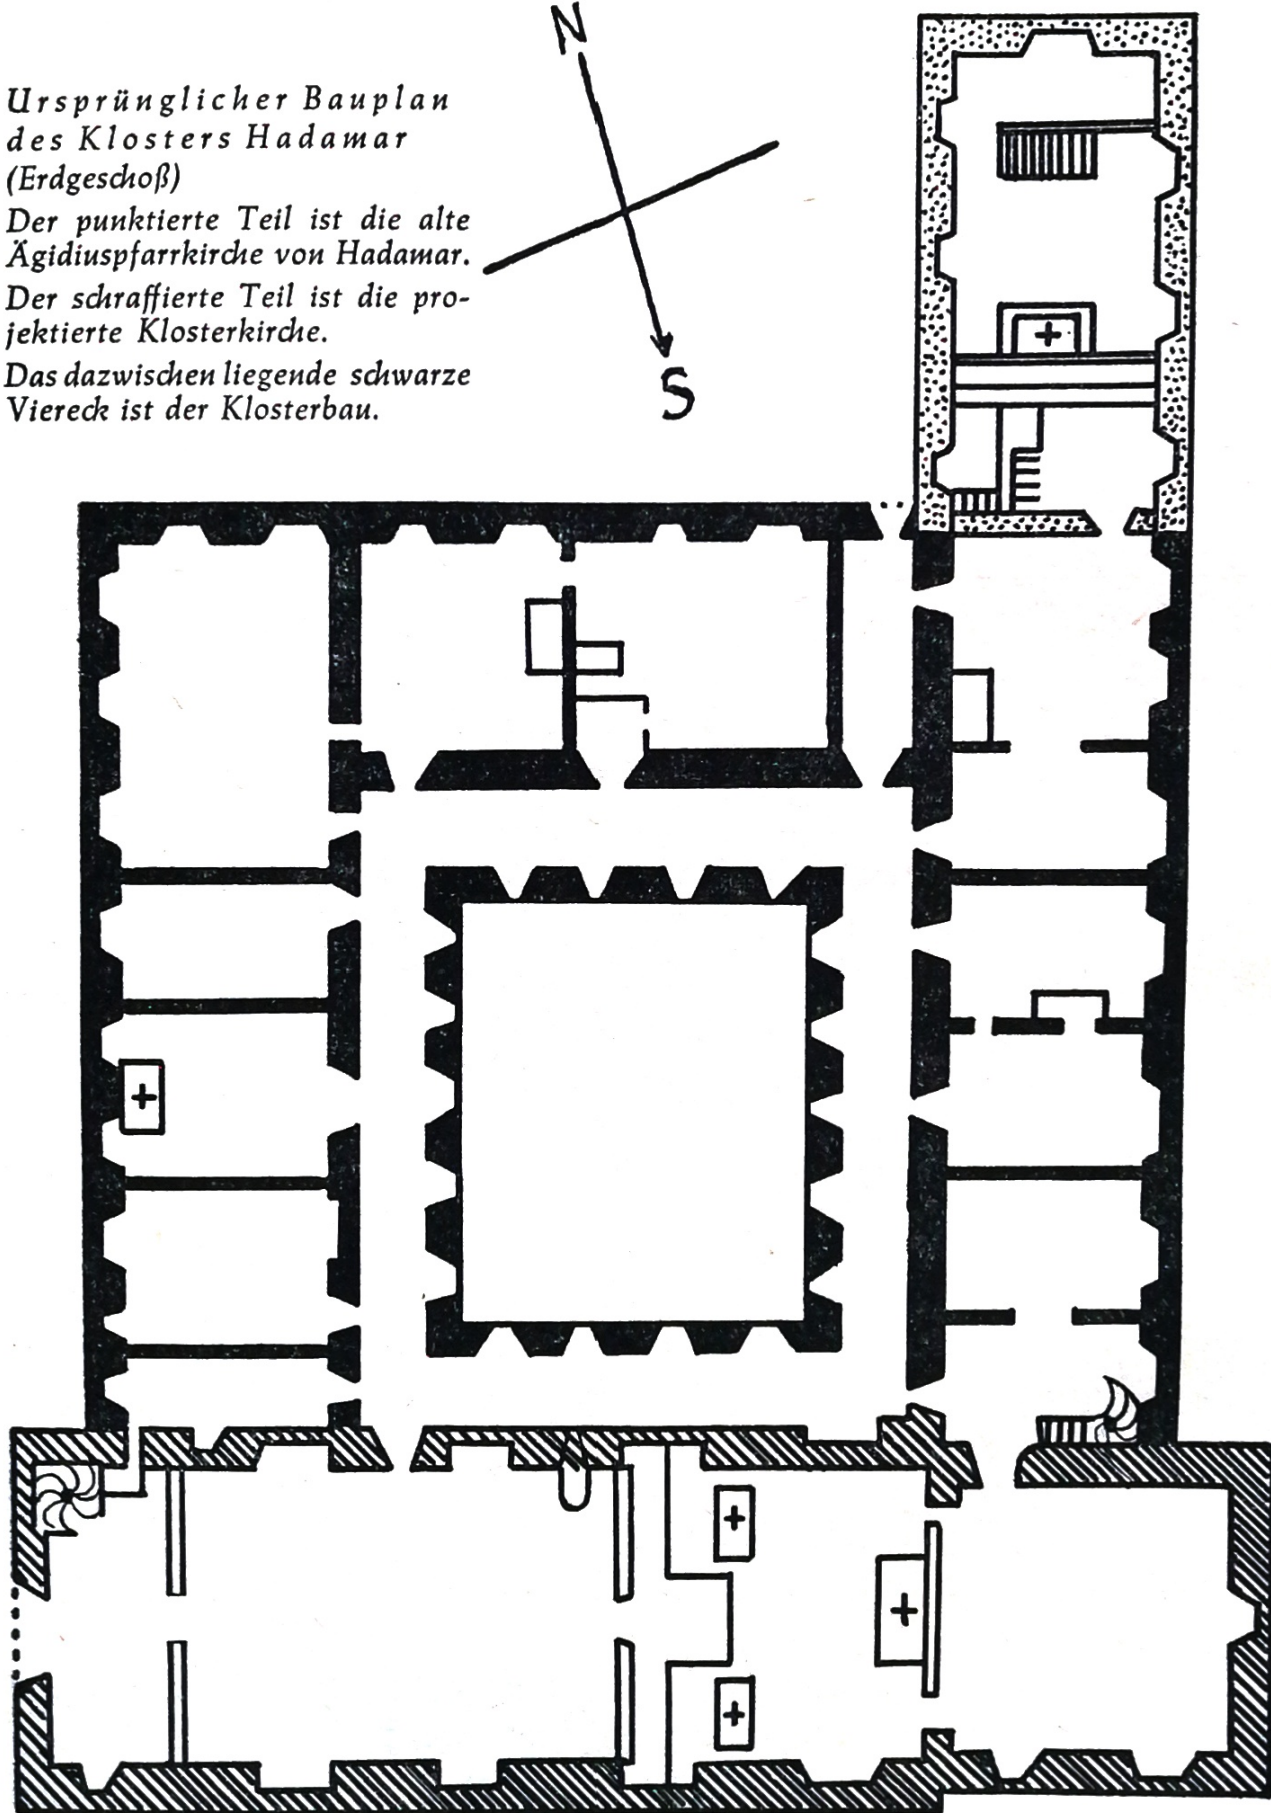 N
Ursprünglicher Bauplan
des Klosters Hadamar
(Erdgeschoß)
Der punktierte Teil ist die alte
Ägidiuspfarrkirche von Hadamar.
Der schraffierte Teil ist die pro-
jektierte Klosterkirche.
Das dazwischen liegende schwarze
Viereck ist der Klosterbau.
S